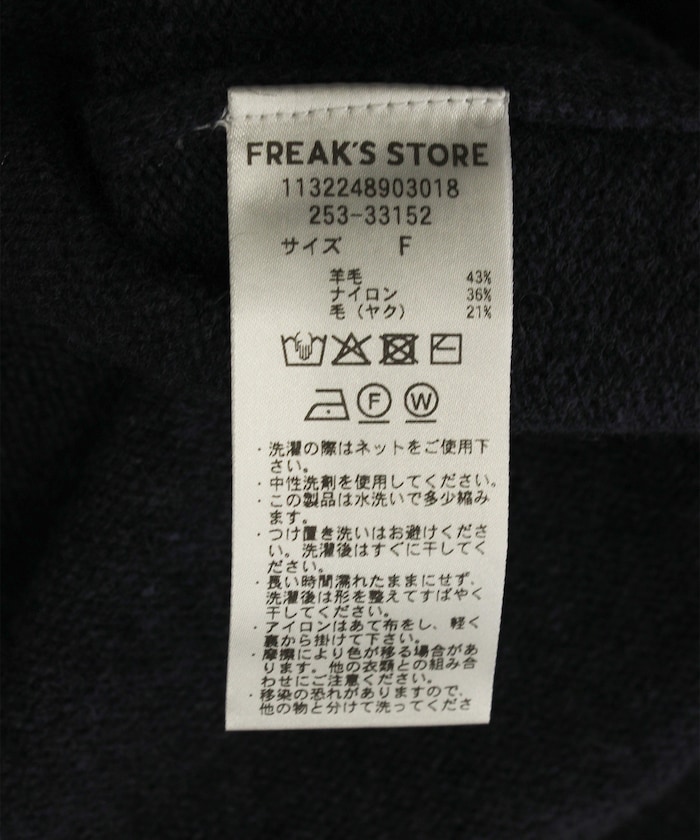 FREAK'S STORE
1132248903018
253-33152
サイズ F
羊毛 43%
ナイロン 36%
毛（ヤク） 21%
F W
・洗濯の際はネットをご使用下
さい。
・中性洗剤を使用してください。
・この製品は水洗いで多少縮み
ます。
・つけ置き洗いはお避けくださ
い。洗濯後はすぐに干してく
ださい。
・長い時間濡れたままにせず、
洗濯後は形を整えてすばやく
干してください。
・アイロンはあて布をし、軽く
裏から掛けて下さい。
・摩擦により色が移る場合があ
ります。他の衣類との組み合
わせにご注意ください。
・移染の恐れがありますので、
他の物と分けて洗ってくださ